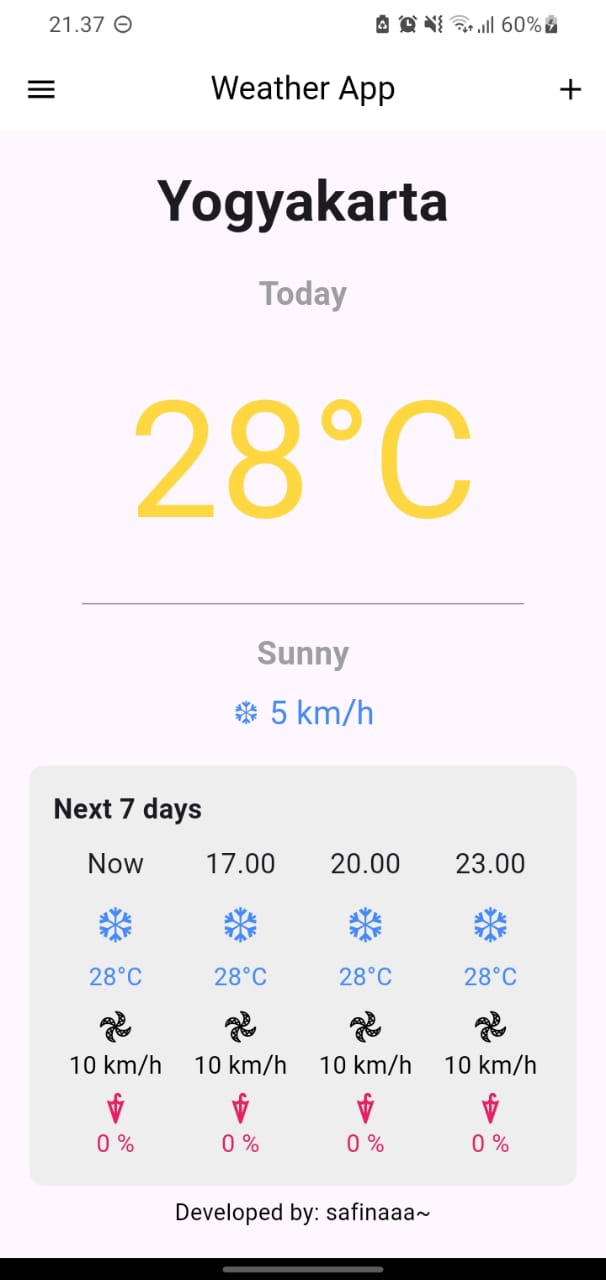 21.37 60%
Weather App
Yogyakarta
Today
28°C
Sunny
5 km/h
Next 7 days
Now 17.00 20.00 23.00
28°C 28°C 28°C 28°C
10 km/h 10 km/h 10 km/h 10 km/h
0 % 0 % 0 % 0 %
Developed by: safinaaa~